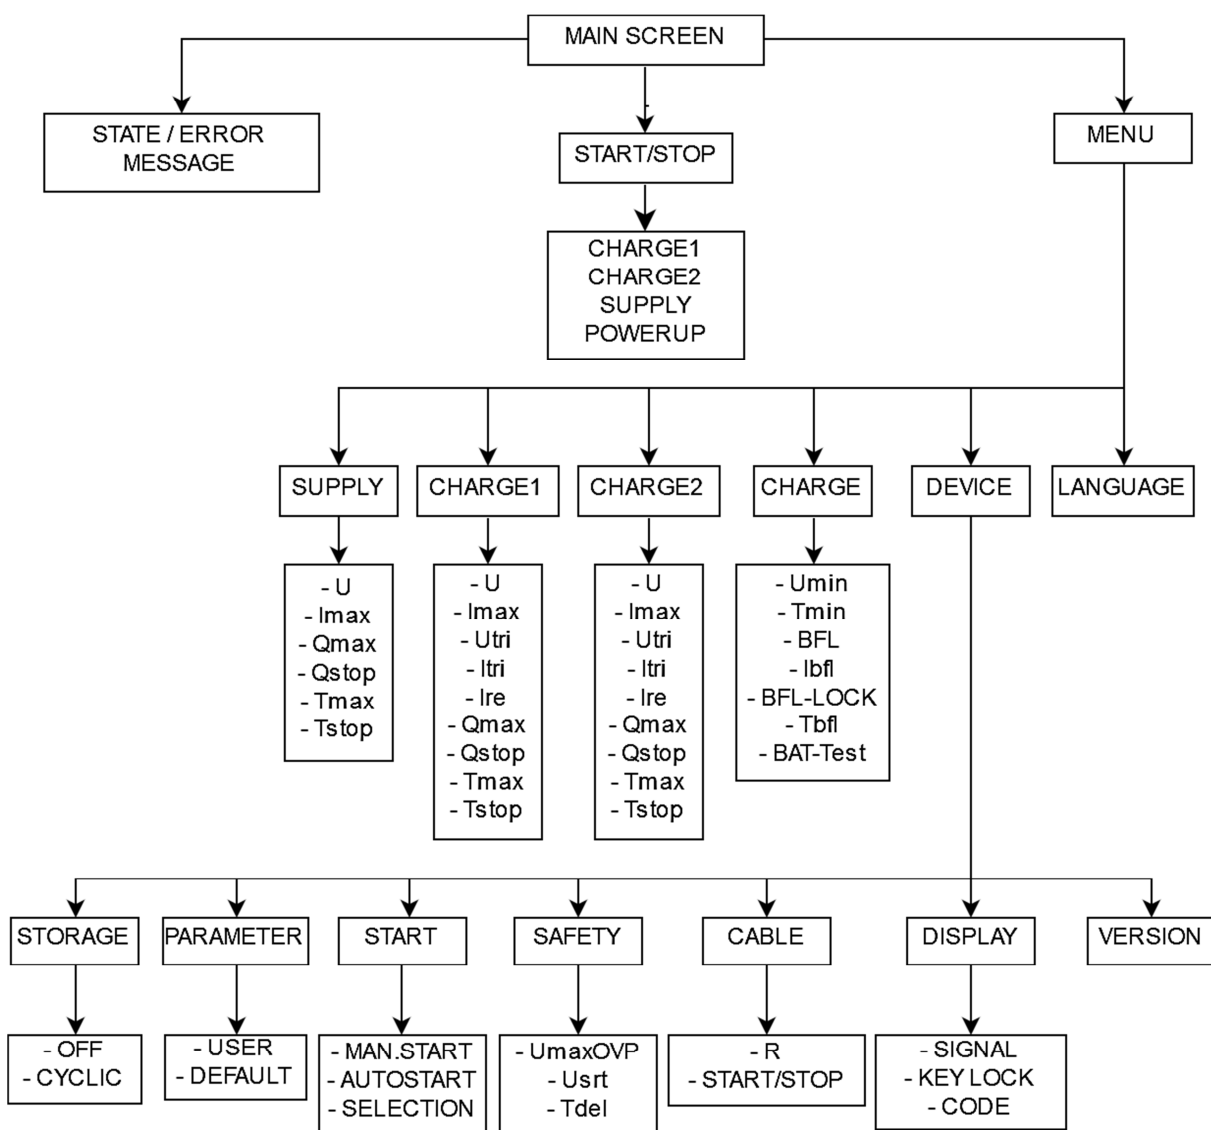 MAIN SCREEN
STATE / ERROR
MESSAGE
START/STOP
MENU
CHARGE1
CHARGE2
SUPPLY
POWERUP
SUPPLY
CHARGE1
CHARGE2
CHARGE
DEVICE
LANGUAGE
- U
- Imax
- Qmax
- Qstop
- Tmax
- Tstop
- U
- Imax
- Utri
- Itri
- Ire
- Qmax
- Qstop
- Tmax
- Tstop
- U
- Imax
- Utri
- Itri
- Ire
- Qmax
- Qstop
- Tmax
- Tstop
- Umin
- Tmin
- BFL
- Ibfl
- BFL-LOCK
- Tbfl
- BAT-Test
STORAGE
PARAMETER
START
SAFETY
CABLE
DISPLAY
VERSION
- OFF
- CYCLIC
- USER
- DEFAULT
- MAN.START
- AUTOSTART
- SELECTION
- UmaxOVP
- Usrt
- Tdel
- R
- START/STOP
- SIGNAL
- KEY LOCK
- CODE